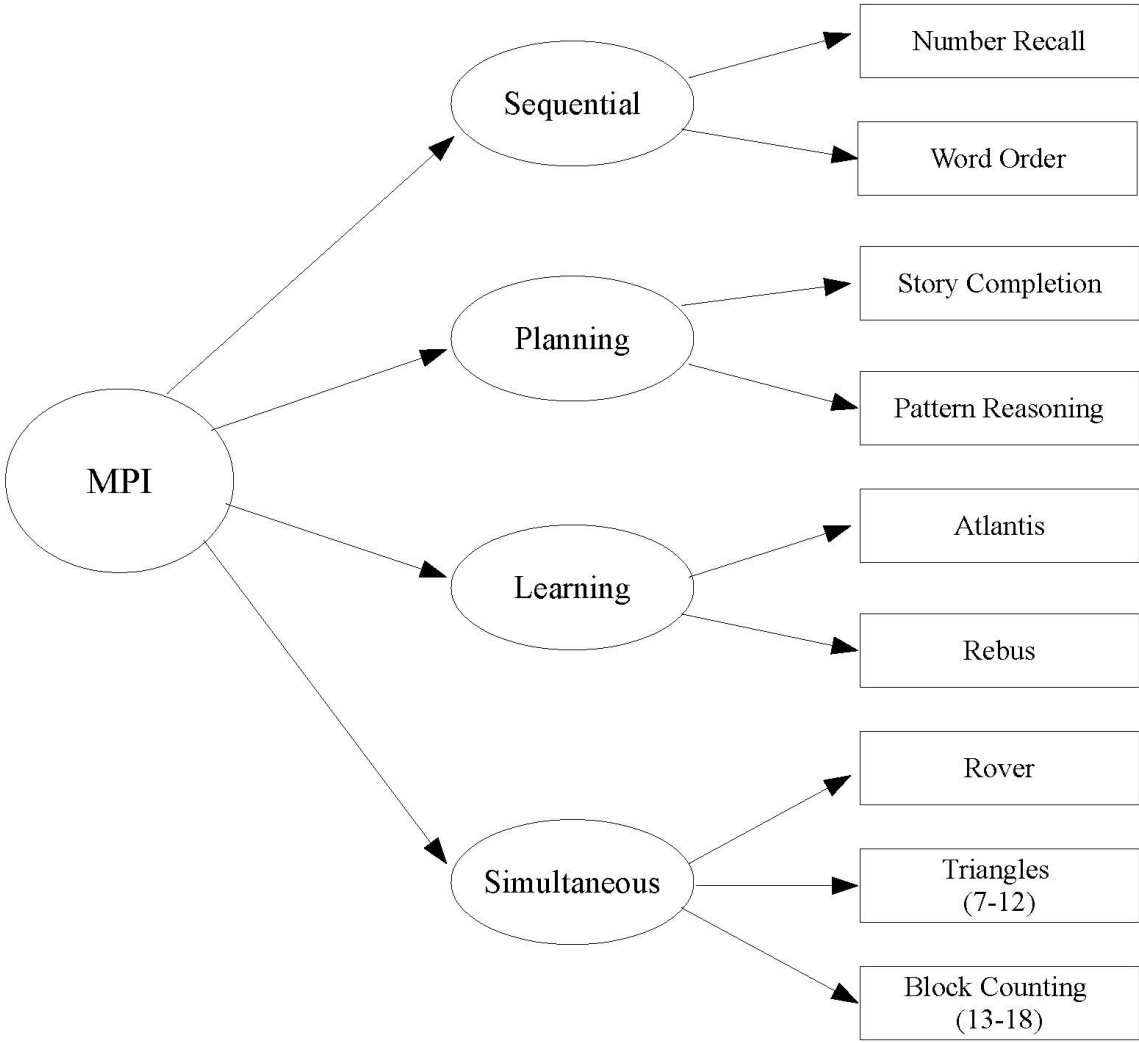 Number Recall
Sequential
Word Order
Story Completion
Planning
Pattern Reasoning
MPI
Atlantis
Learning
Rebus
Rover
Simultaneous
Triangles
(7-12)
Block Counting
(13-18)